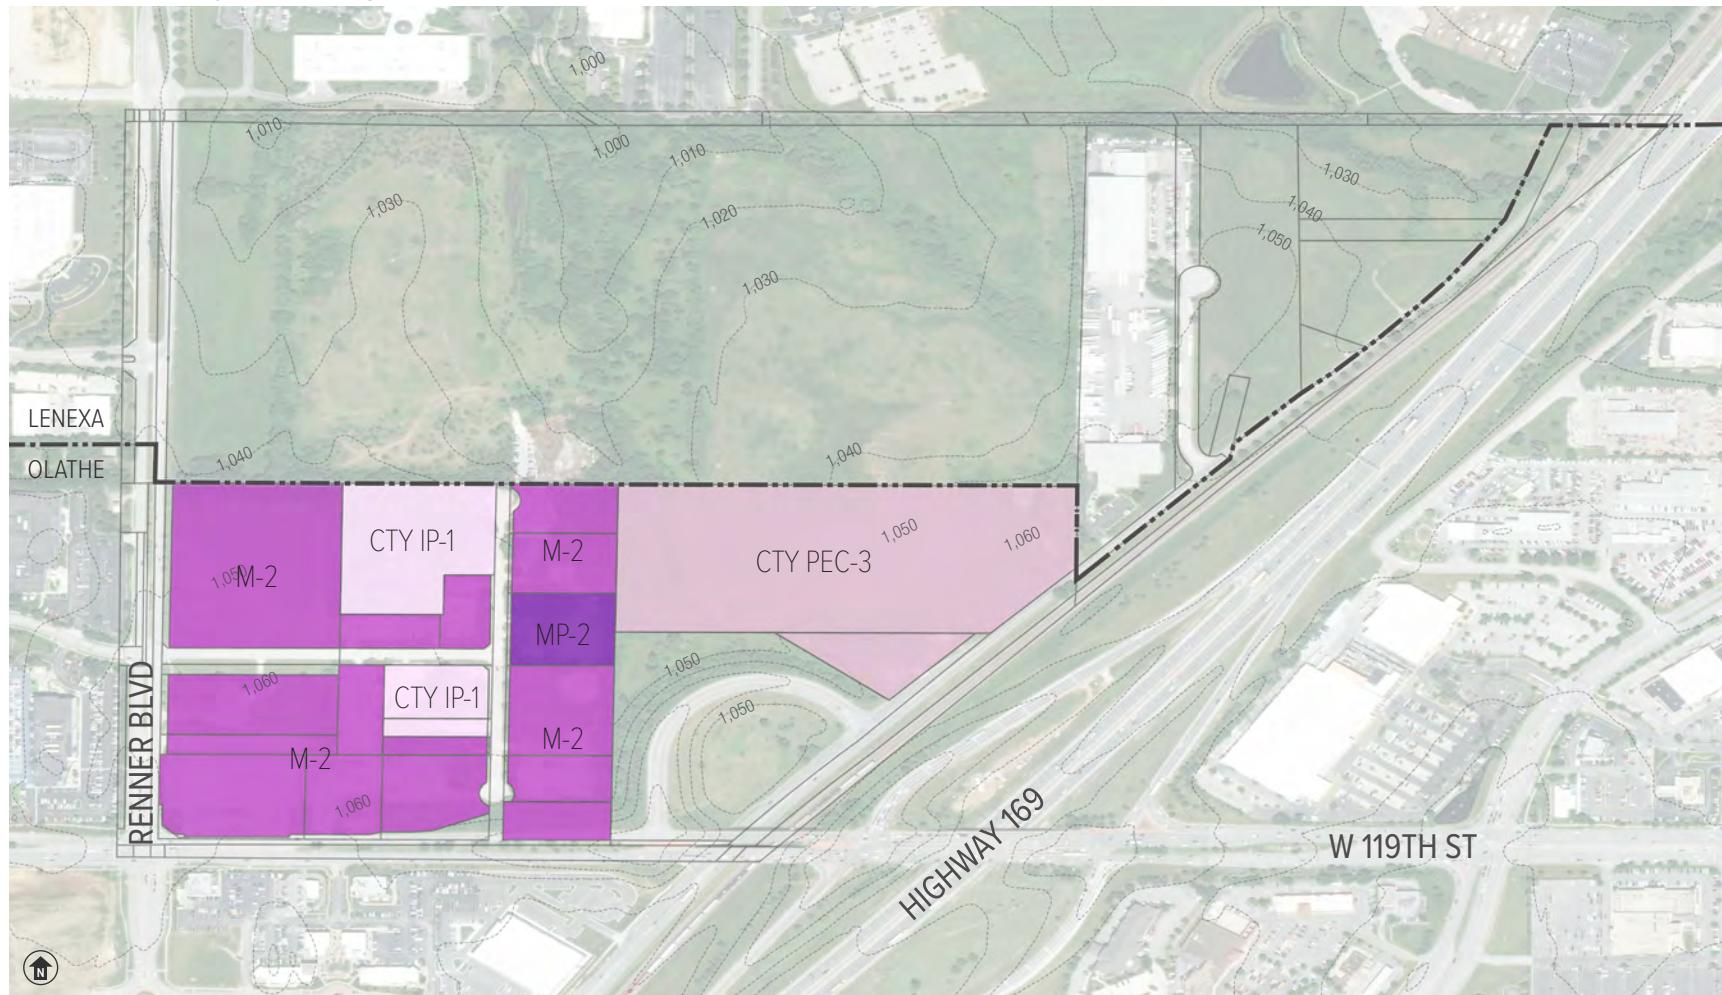 1,000
1,010
1,000
1,010
1,030
1,030
1,020
1,040
1,050
1,030
LENEXA
OLATHE
1,040
1,040
CTY IP-1
M-2
1,050
1,060
CTY PEC-3
M-2
MP-2
1,050
1,060
CTY IP-1
1,050
M-2
M-2
1,060
RENNER BLVD
HIGHWAY 169
W 119TH ST
N